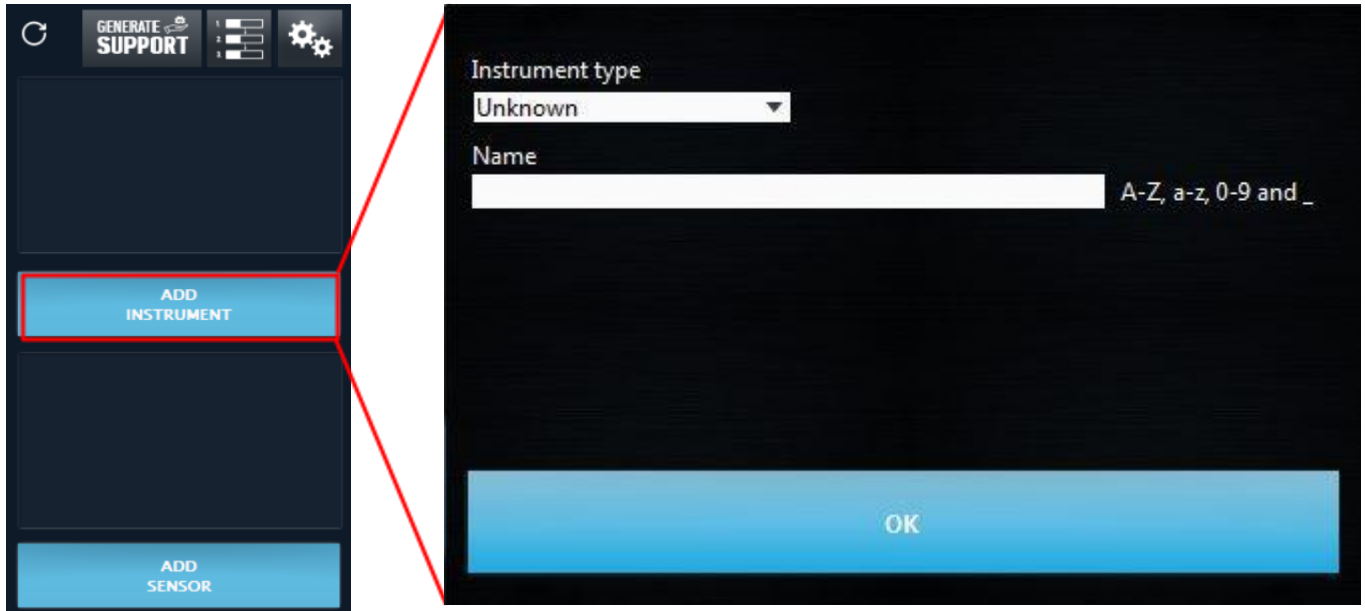 GENERATE
SUPPORT
1
2
3
ADD
INSTRUMENT
ADD
SENSOR
Instrument type
Unknown
Name
A-Z, a-z, 0-9 and _
OK